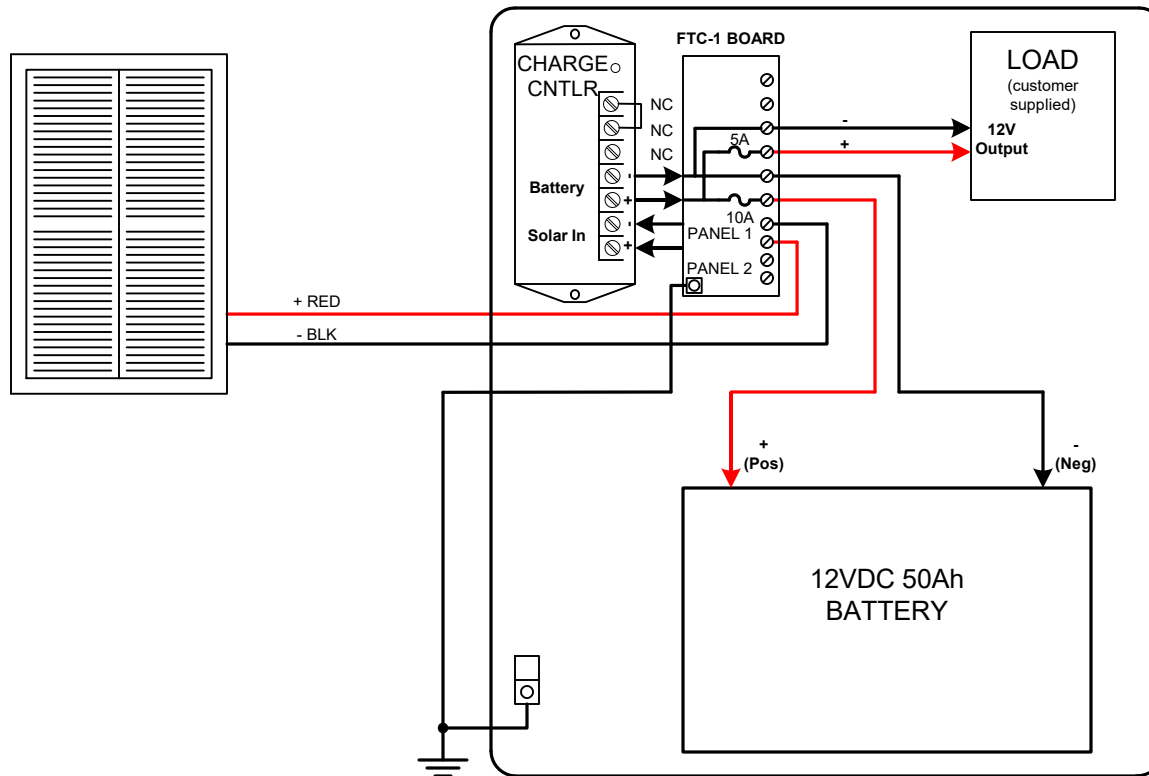 FTC-1 BOARD
CHARGE
CNTLR
NC
NC
NC
-
Battery
+
-
Solar In
+
5A
10A
PANEL 1
PANEL 2
-
+
LOAD
(customer
supplied)
12V
Output
+ RED
- BLK
+
(Pos)
-
(Neg)
12VDC 50Ah
BATTERY